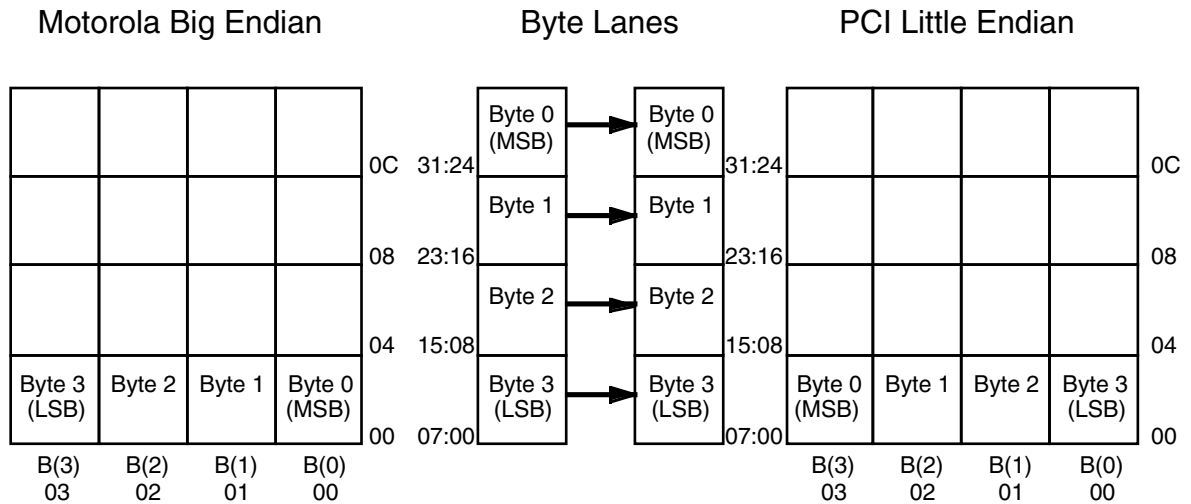 Motorola Big Endian
Byte Lanes
PCI Little Endian
Byte 0
(MSB)
Byte 0
(MSB)
0C
31:24
31:24
0C
Byte 1
Byte 1
08
23:16
23:16
08
Byte 2
Byte 2
04
15:08
15:08
04
Byte 3
(LSB)
Byte 2
Byte 1
Byte 0
(MSB)
Byte 3
(LSB)
Byte 3
(LSB)
Byte 0
(MSB)
Byte 1
Byte 2
Byte 3
(LSB)
00
07:00
07:00
00
B(3)
03
B(2)
02
B(1)
01
B(0)
00
B(3)
03
B(2)
02
B(1)
01
B(0)
00